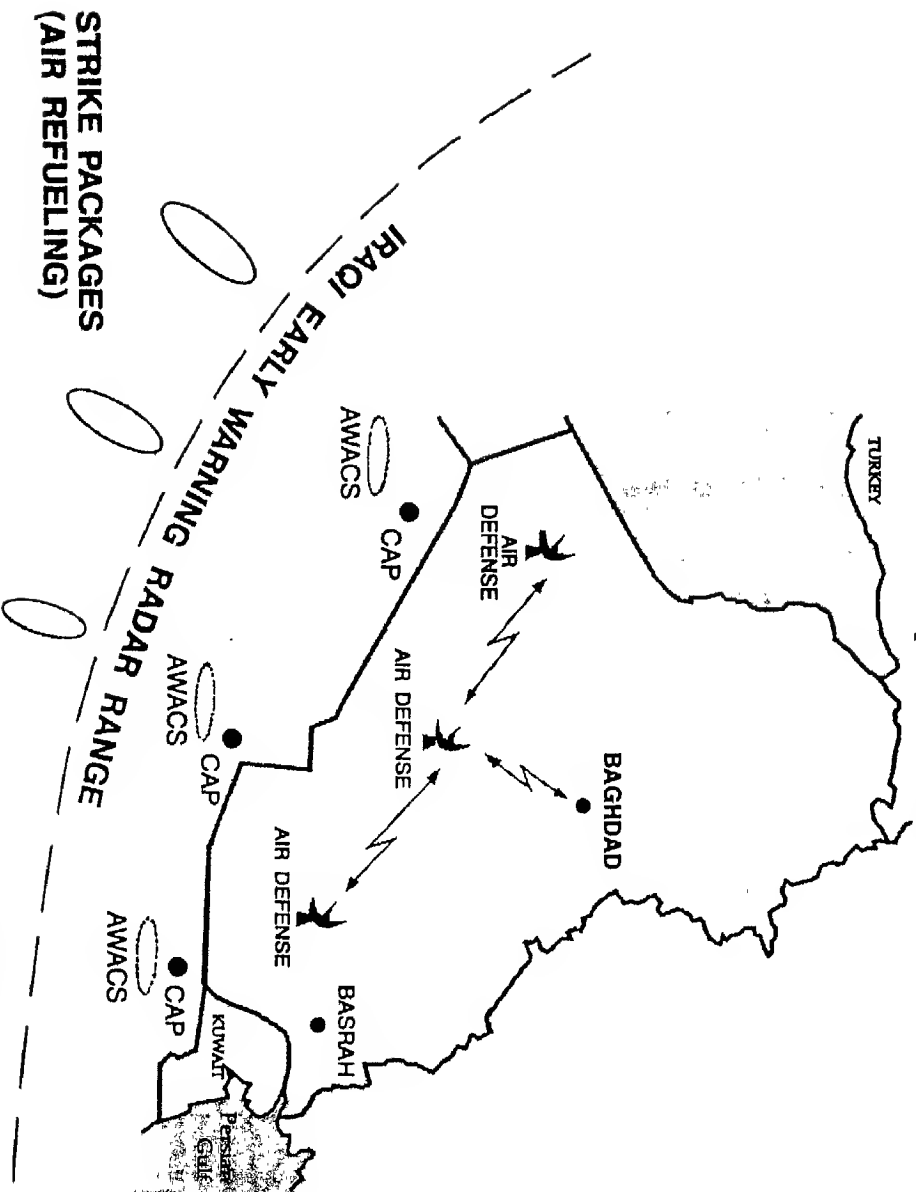 TURKEY
BAGHDAD
AIR
DEFENSE
AIR DEFENSE
AIR DEFENSE
BASRAH
KUWAIT
Persian
Gulf
AWACS
CAP
AWACS
CAP
AWACS
CAP
IRAQI EARLY WARNING RADAR RANGE
STRIKE PACKAGES
(AIR REFUELING)